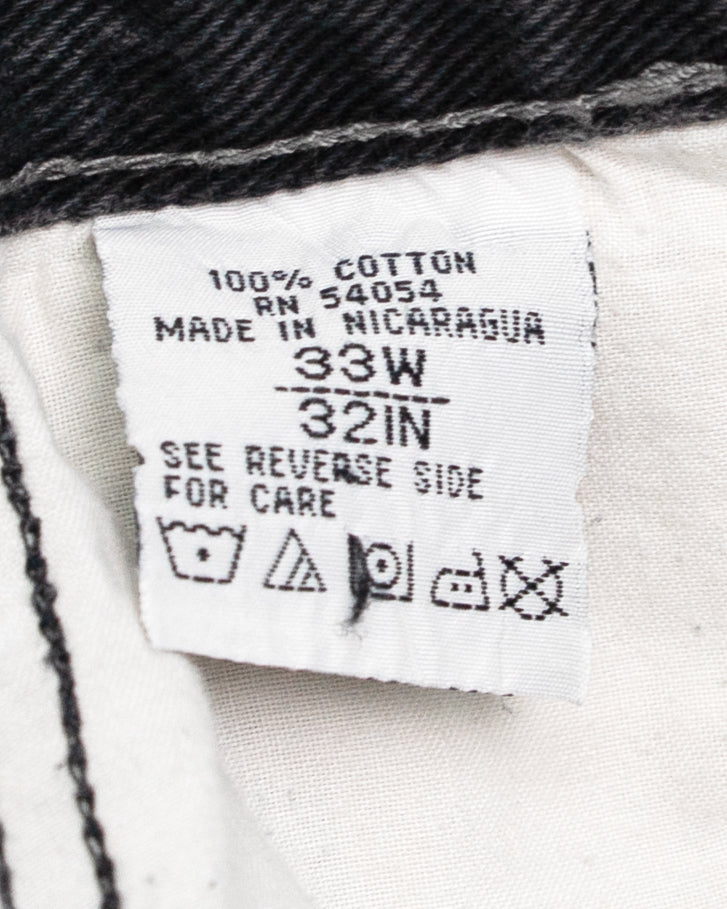 100% COTTON
RN 54054
MADE IN NICARAGUA
33W
32IN
SEE REVERSE SIDE
FOR CARE